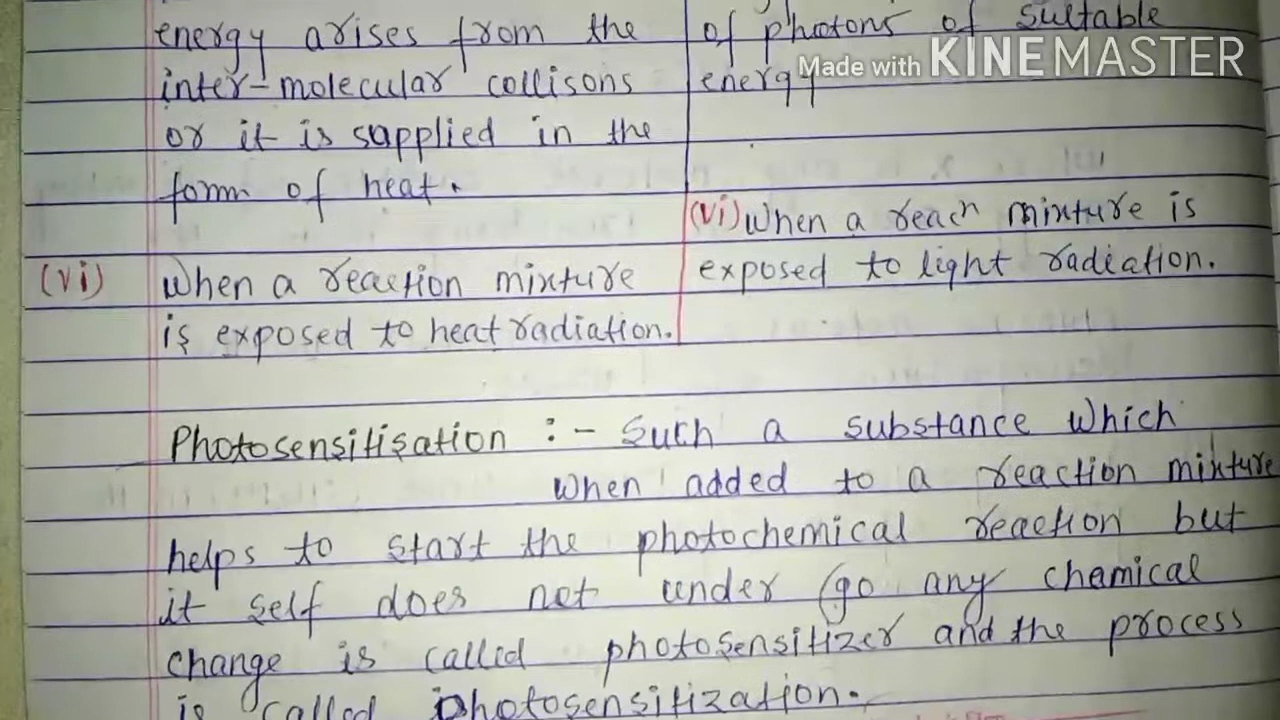 energy arises from the
inter-molecular collisons
or it is sapplied in the
form of heat.
(vi) When a reaction mixture
is exposed to heat radiation.
of photons of suitable
energy
(vi) When a reacn mixture is
exposed to light radiation.
Made with KINEMASTER
Photosensitisation :- Such a substance which
when added to a reaction mixture
helps to start the photochemical reaction but
it self does not under go any chemical
change is called photosensitizer and the process
is called photosensitization.